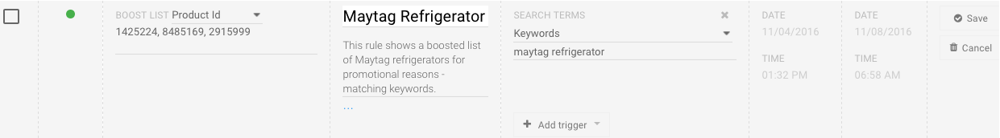 BOOST LIST Product Id
1425224, 8485169, 2915999
Maytag Refrigerator
This rule shows a boosted list
of Maytag refrigerators for
promotional reasons -
matching keywords.
...
SEARCH TERMS
Keywords
maytag refrigerator
Add trigger
DATE
11/04/2016
TIME
01:32 PM
DATE
11/08/2016
TIME
06:58 AM
Save
Cancel